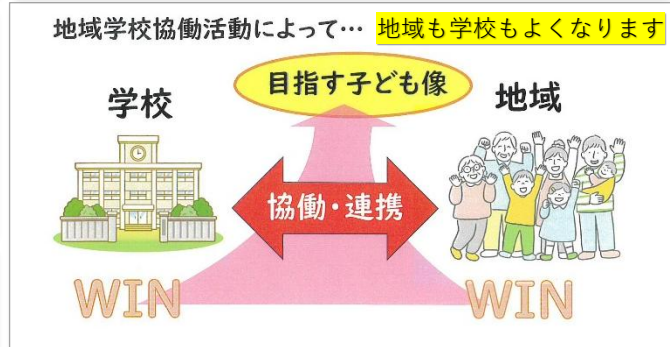 地域学校協働活動によって… 地域も学校もよくなります
目指す子ども像
学校
地域
協働・連携
WIN
WIN